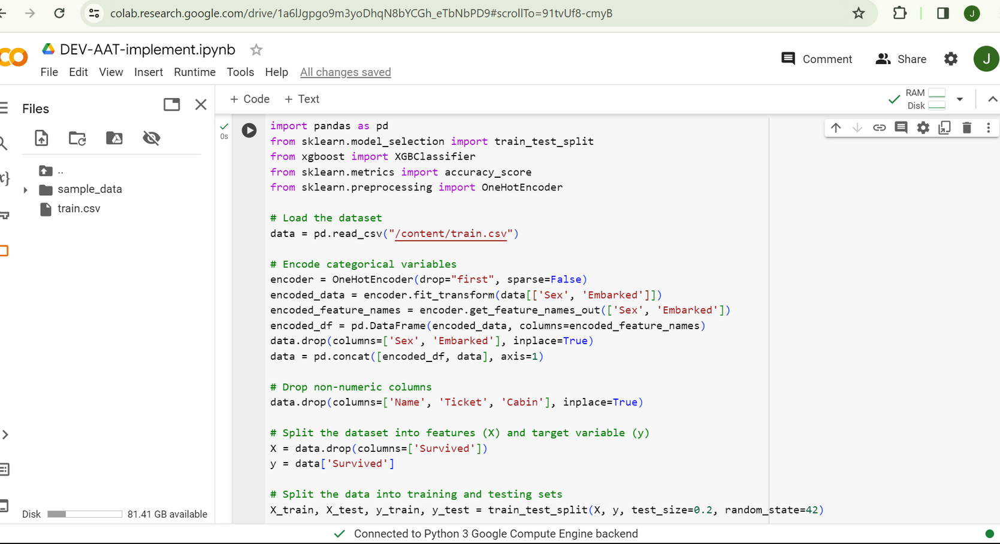 colab.research.google.com/drive/1a6lJgpgo9m3yoDhqN8bYCGh_eTbNbPD9#scrollTo=91tvUf8-cmyB
J
DEV-AAT-implement.ipynb
Comment
Share
J
File Edit View Insert Runtime Tools Help All changes saved
Files
+ Code + Text
RAM
Disk
0s
..
sample_data
train.csv
{x}
import pandas as pd
from sklearn.model_selection import train_test_split
from xgboost import XGBClassifier
from sklearn.metrics import accuracy_score
from sklearn.preprocessing import OneHotEncoder
# Load the dataset
data = pd.read_csv("/content/train.csv")
# Encode categorical variables
encoder = OneHotEncoder(drop="first", sparse=False)
encoded_data = encoder.fit_transform(data[['Sex', 'Embarked']])
encoded_feature_names = encoder.get_feature_names_out(['Sex', 'Embarked'])
encoded_df = pd.DataFrame(encoded_data, columns=encoded_feature_names)
data.drop(columns=['Sex', 'Embarked'], inplace=True)
data = pd.concat([encoded_df, data], axis=1)
# Drop non-numeric columns
data.drop(columns=['Name', 'Ticket', 'Cabin'], inplace=True)
# Split the dataset into features (X) and target variable (y)
X = data.drop(columns=['Survived'])
y = data['Survived']
# Split the data into training and testing sets
X_train, X_test, y_train, y_test = train_test_split(X, y, test_size=0.2, random_state=42)
Disk 81.41 GB available
Connected to Python 3 Google Compute Engine backend